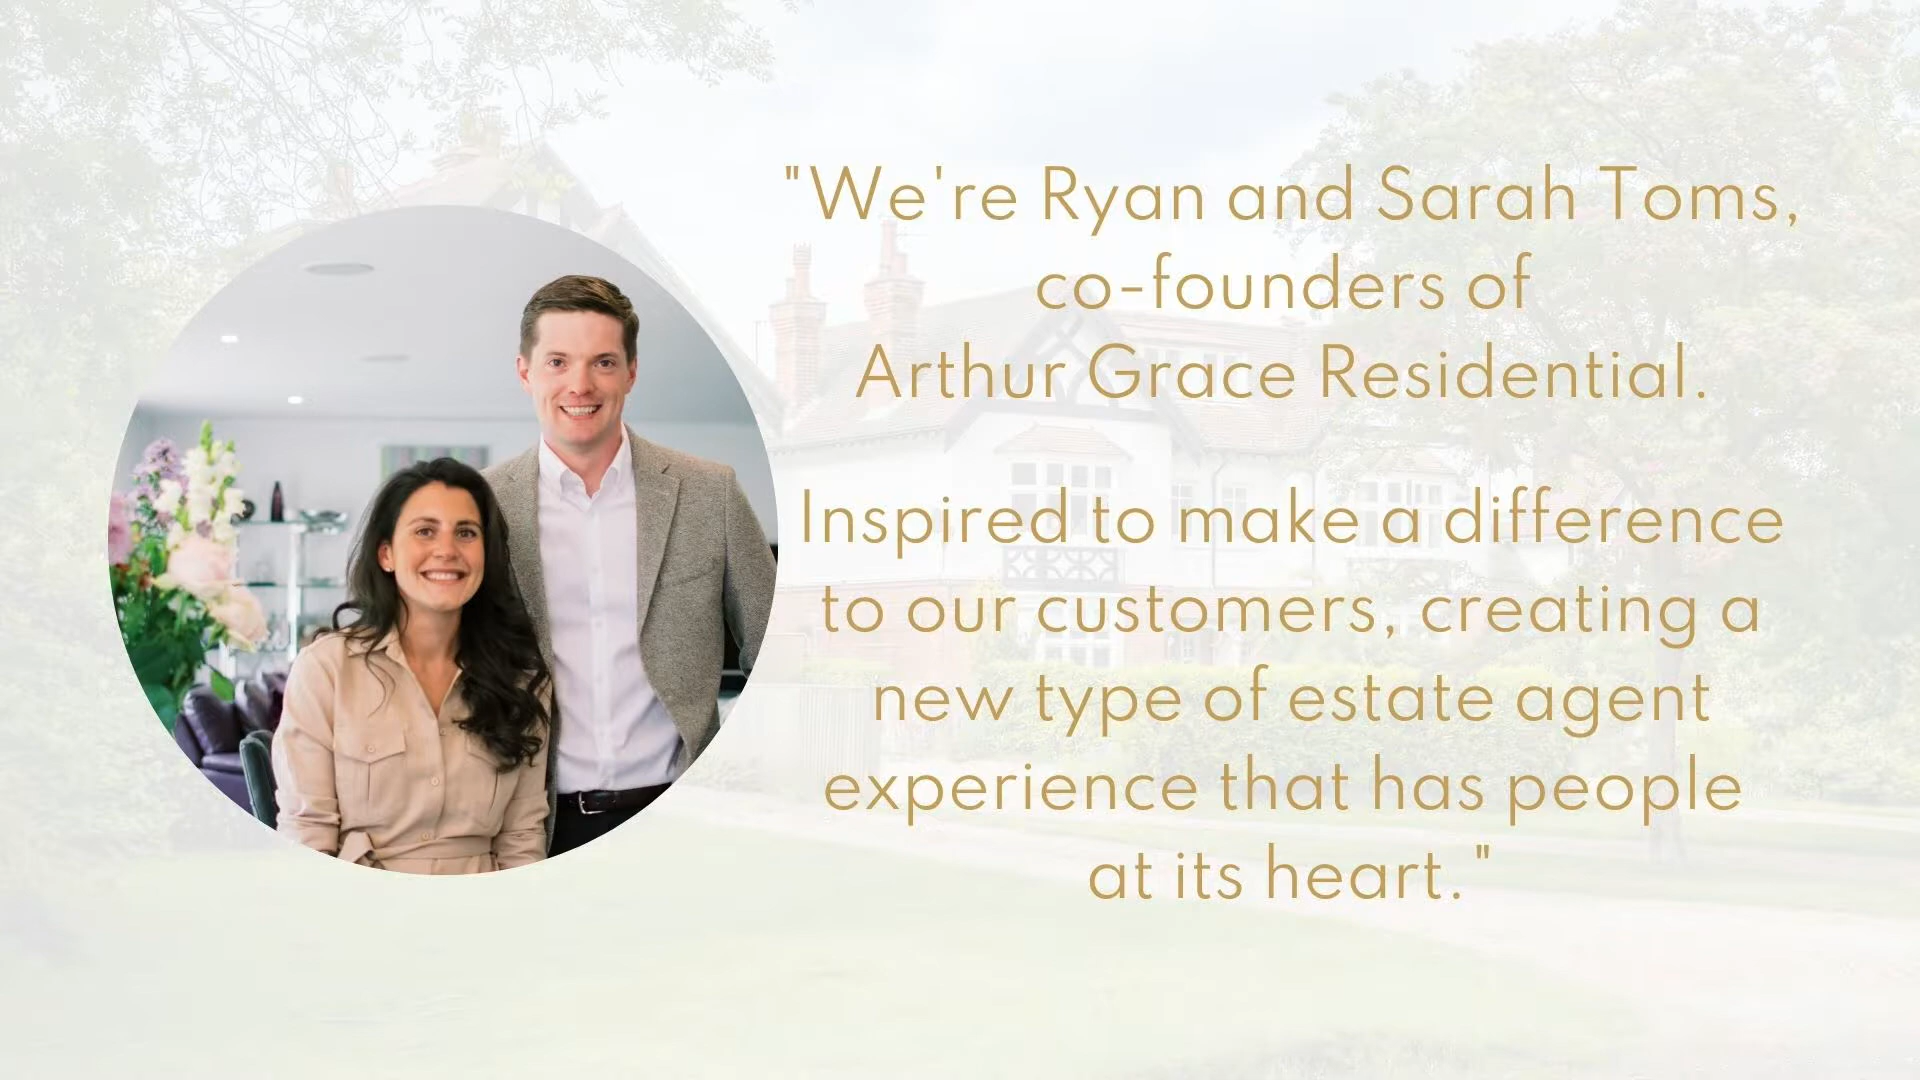 "We're Ryan and Sarah Toms,
co-founders of
Arthur Grace Residential.
Inspired to make a difference
to our customers, creating a
new type of estate agent
experience that has people
at its heart."